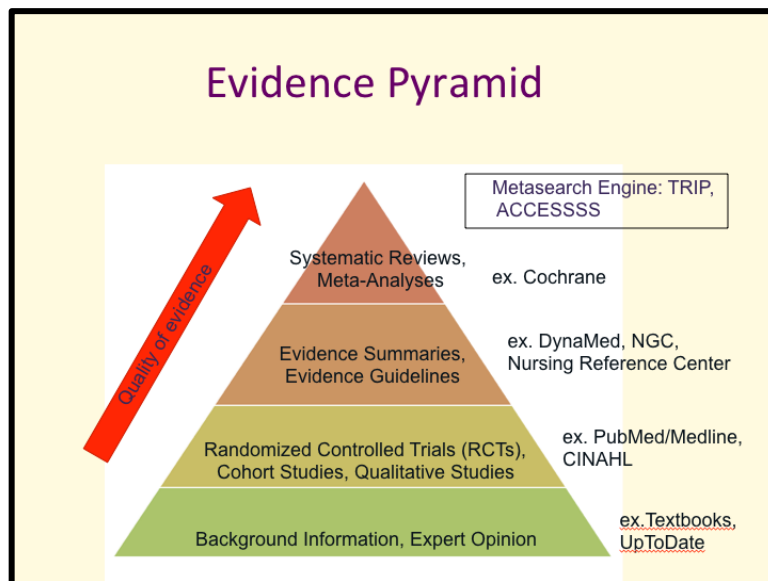 Evidence Pyramid
Metasearch Engine: TRIP,
ACCESSSS
Quality of evidence
Systematic Reviews,
Meta-Analyses
ex. Cochrane
Evidence Summaries,
Evidence Guidelines
ex. DynaMed, NGC,
Nursing Reference Center
Randomized Controlled Trials (RCTs),
Cohort Studies, Qualitative Studies
ex. PubMed/Medline,
CINAHL
Background Information, Expert Opinion
ex.Textbooks,
UpToDate